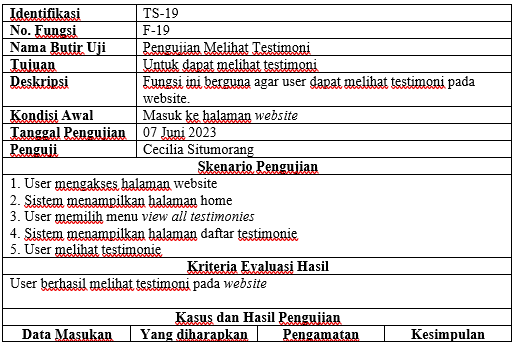 Identifikasi TS-19
No. Fungsi F-19
Nama Butir Uji Pengujian Melihat Testimoni
Tujuan Untuk dapat melihat testimoni
Deskripsi Fungsi ini berguna agar user dapat melihat testimoni pada
website.
Kondisi Awal Masuk ke halaman website
Tanggal Pengujian 07 Juni 2023
Penguji Cecilia Situmorang
Skenario Pengujian
1. User mengakses halaman website
2. Sistem menampilkan halaman home
3. User memilih menu view all testimonies
4. Sistem menampilkan halaman daftar testimonie
5. User melihat testimonie
Kriteria Evaluasi Hasil
User berhasil melihat testimoni pada website
Kasus dan Hasil Pengujian
Data Masukan Yang diharapkan Pengamatan Kesimpulan